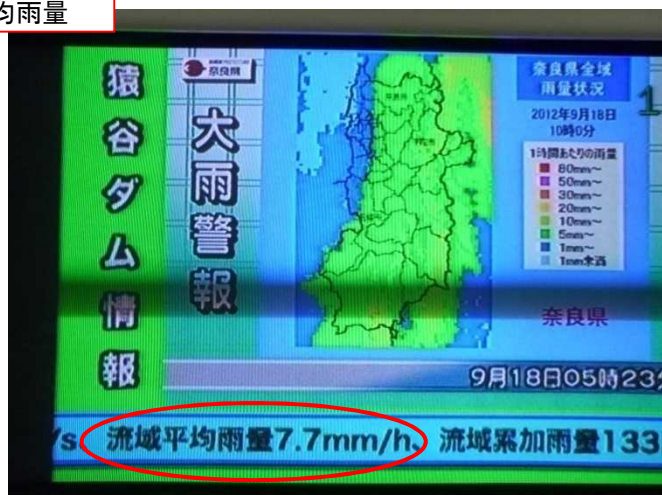 均雨量
猿谷ダム情報
奈良県
大雨警報
奈良県全域
雨量状況
2012年9月18日
10時0分
1時間あたりの雨量
80mm～
50mm～
30mm～
20mm～
10mm～
5mm～
1mm～
1mm未満
奈良県
9月18日05時23
/s 流域平均雨量7.7mm/h、流域累加雨量133